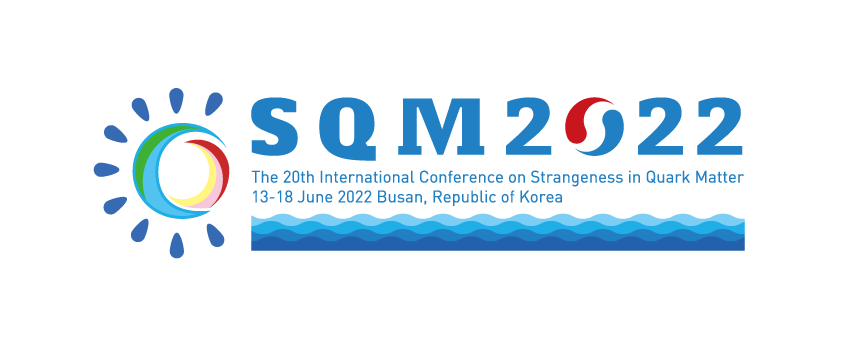 SQM2022
The 20th International Conference on Strangeness in Quark Matter
13-18 June 2022 Busan, Republic of Korea